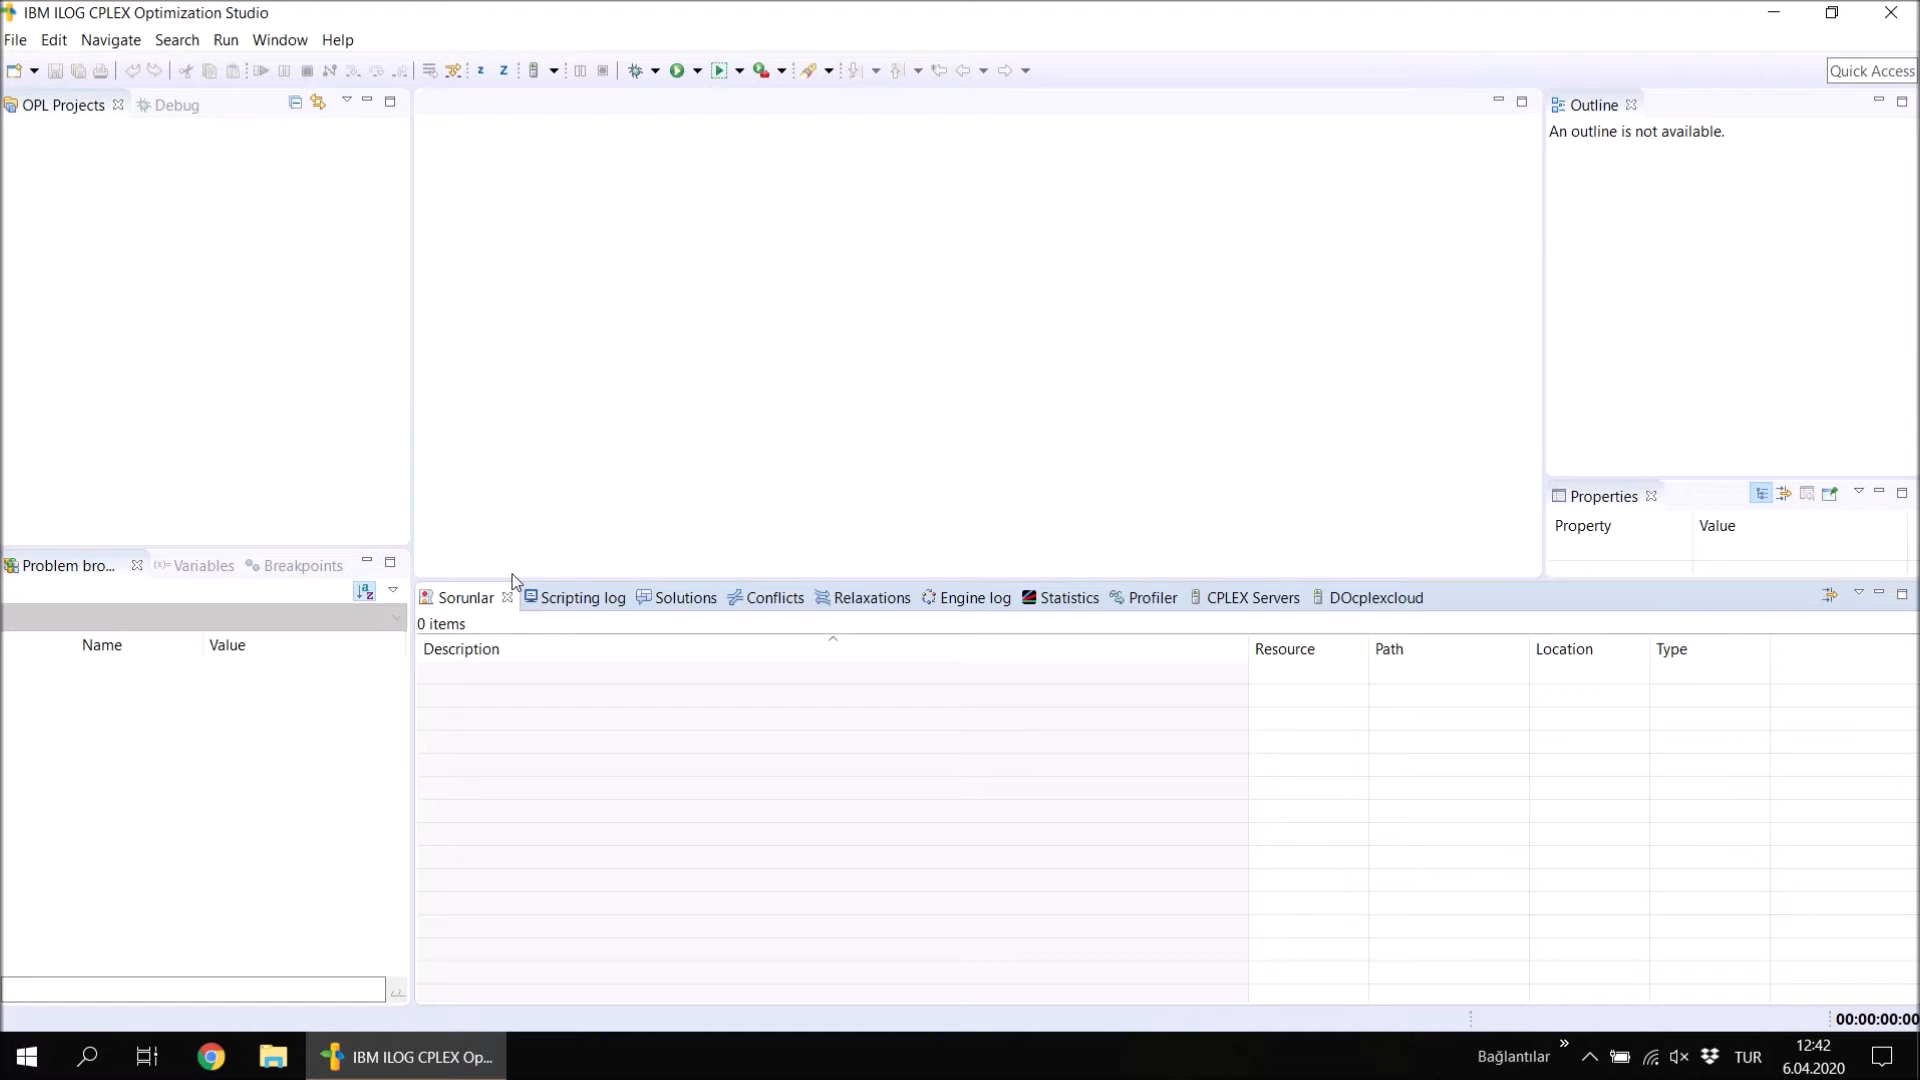 IBM ILOG CPLEX Optimization Studio
File Edit Navigate Search Run Window Help
Quick Access
OPL Projects Debug
Outline
An outline is not available.
Properties
Property Value
Problem bro... Variables Breakpoints
Name Value
Sorunlar Scripting log Solutions Conflicts Relaxations Engine log Statistics Profiler CPLEX Servers DOcplexcloud
0 items
Description Resource Path Location Type
00:00:00:00
IBM ILOG CPLEX Op...
Bağlantılar
TUR
12:42
6.04.2020